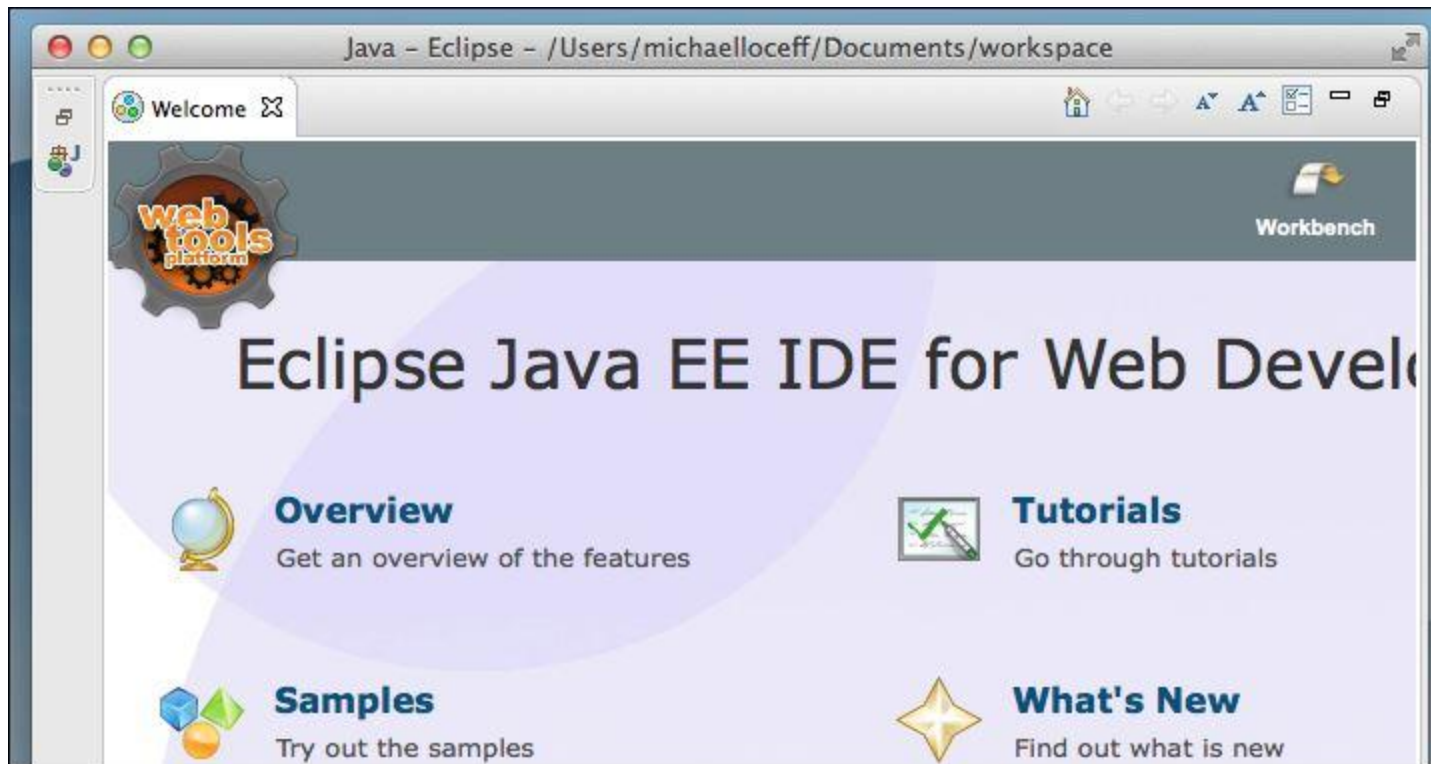 Java – Eclipse – /Users/michaelloceff/Documents/workspace
Welcome
J
A A
web
tools
platform
Workbench
Eclipse Java EE IDE for Web Develo
Overview
Get an overview of the features
Tutorials
Go through tutorials
Samples
Try out the samples
What's New
Find out what is new